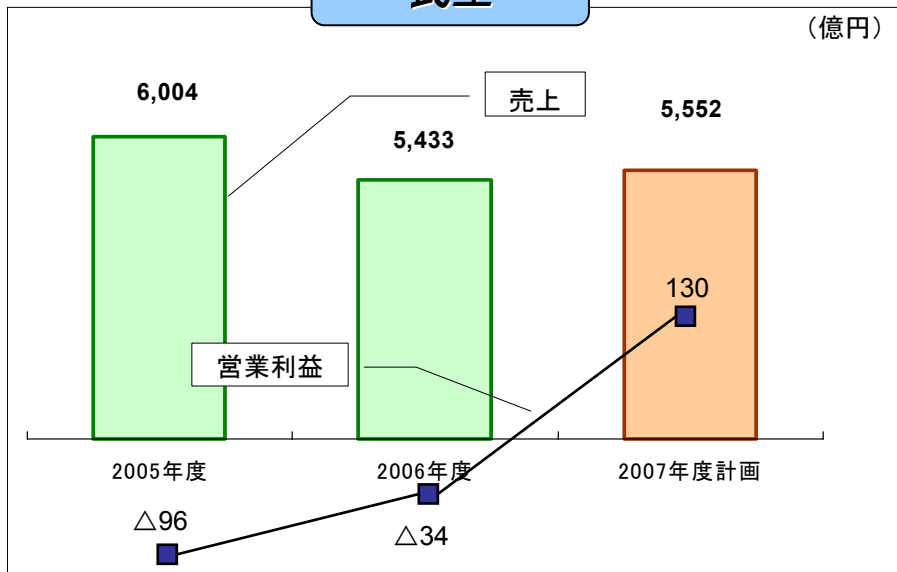 (億円)
6,004
売上
5,433
5,552
130
営業利益
2005年度
2006年度
2007年度計画
△96
△34